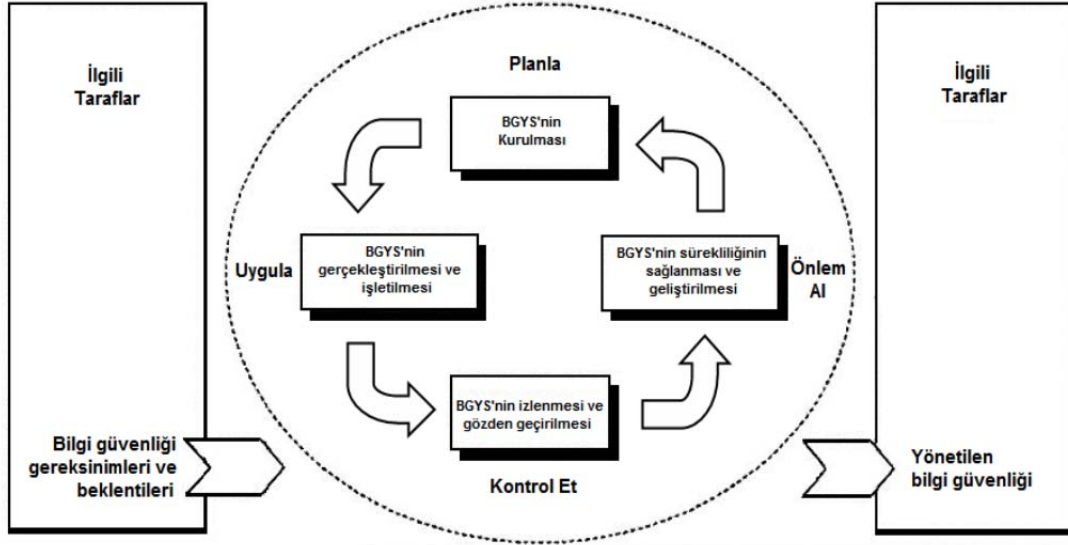 İlgili
Taraflar
Planla
BGYS'nin
Kurulması
Uygula
BGYS'nin
gerçekleştirilmesi ve
işletilmesi
BGYS'nin sürekliliğinin
sağlanması ve
geliştirilmesi
Önlem
Al
BGYS'nin izlenmesi ve
gözden geçirilmesi
Kontrol Et
Bilgi güvenliği
gereksinimleri ve
beklentileri
İlgili
Taraflar
Yönetilen
bilgi güvenliği